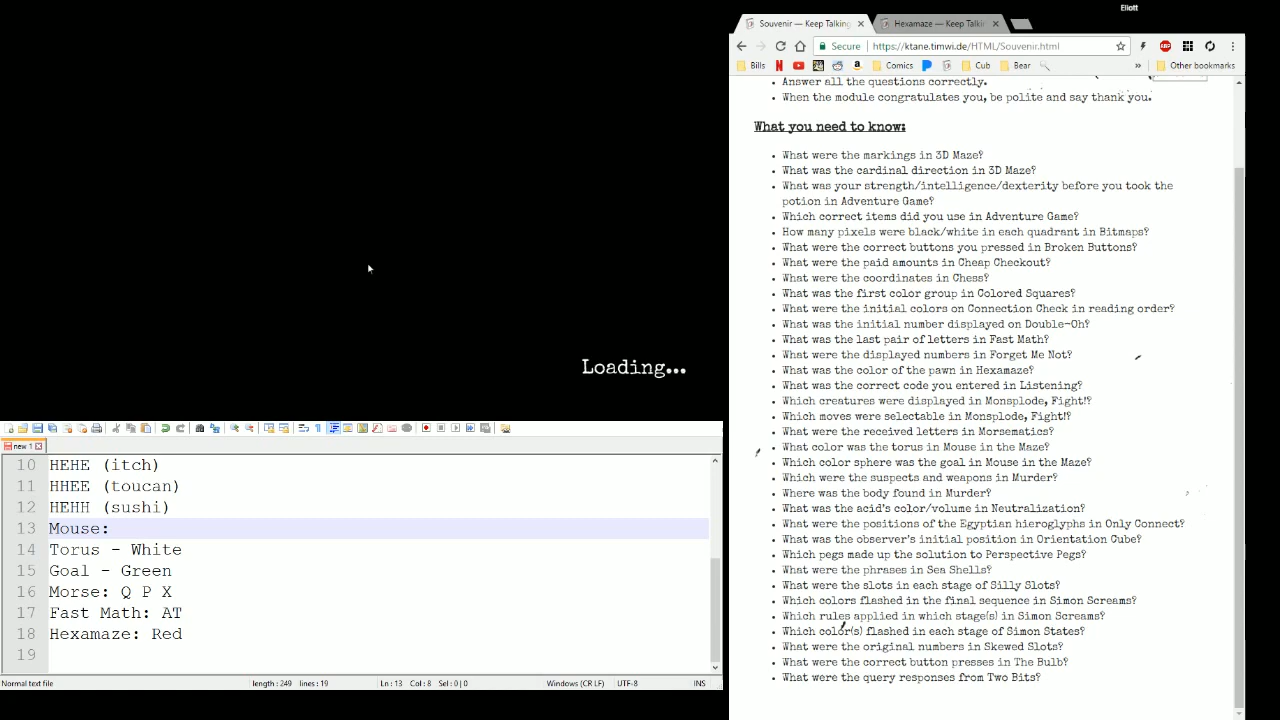 Eliott
Souvenir — Keep Talking
Hexamaze — Keep Talkin
Secure
https://ktane.timwi.de/HTML/Souvenir.html
Bills
Comics
Cub
Bear
» Other bookmarks
• Answer all the questions correctly.
• When the module congratulates you, be polite and say thank you.
What you need to know:
• What were the markings in 3D Maze?
• What was the cardinal direction in 3D Maze?
• What was your strength/intelligence/dexterity before you took the
potion in Adventure Game?
• Which correct items did you use in Adventure Game?
• How many pixels were black/white in each quadrant in Bitmaps?
• What were the correct buttons you pressed in Broken Buttons?
• What were the paid amounts in Cheap Checkout?
• What were the coordinates in Chess?
• What was the first color group in Colored Squares?
• What were the initial colors on Connection Check in reading order?
• What was the initial number displayed on Double-Oh?
• What was the last pair of letters in Fast Math?
• What were the displayed numbers in Forget Me Not?
• What was the color of the pawn in Hexamaze?
• What was the correct code you entered in Listening?
• Which creatures were displayed in Monsplode, Fight!?
• Which moves were selectable in Monsplode, Fight!?
• What were the received letters in Morsematics?
• What color was the torus in Mouse in the Maze?
• Which color sphere was the goal in Mouse in the Maze?
• Which were the suspects and weapons in Murder?
• Where was the body found in Murder?
• What was the acid's color/volume in Neutralization?
• What were the positions of the Egyptian hieroglyphs in Only Connect?
• What was the observer's initial position in Orientation Cube?
• Which pegs made up the solution to Perspective Pegs?
• What were the phrases in Sea Shells?
• What were the slots in each stage of Silly Slots?
• Which colors flashed in the final sequence in Simon Screams?
• Which rules applied in which stage(s) in Simon Screams?
• Which color(s) flashed in each stage of Simon States?
• What were the original numbers in Skewed Slots?
• What were the correct button presses in The Bulb?
• What were the query responses from Two Bits?
Loading...
new 1
10 HEHE (itch)
11 HHEE (toucan)
12 HEHH (sushi)
13 Mouse:
14 Torus - White
15 Goal - Green
16 Morse: Q P X
17 Fast Math: AT
18 Hexamaze: Red
19
Normal text file
length : 249 lines : 19
Ln : 13 Col : 8 Sel : 0 | 0
Windows (CR LF)
UTF-8
INS